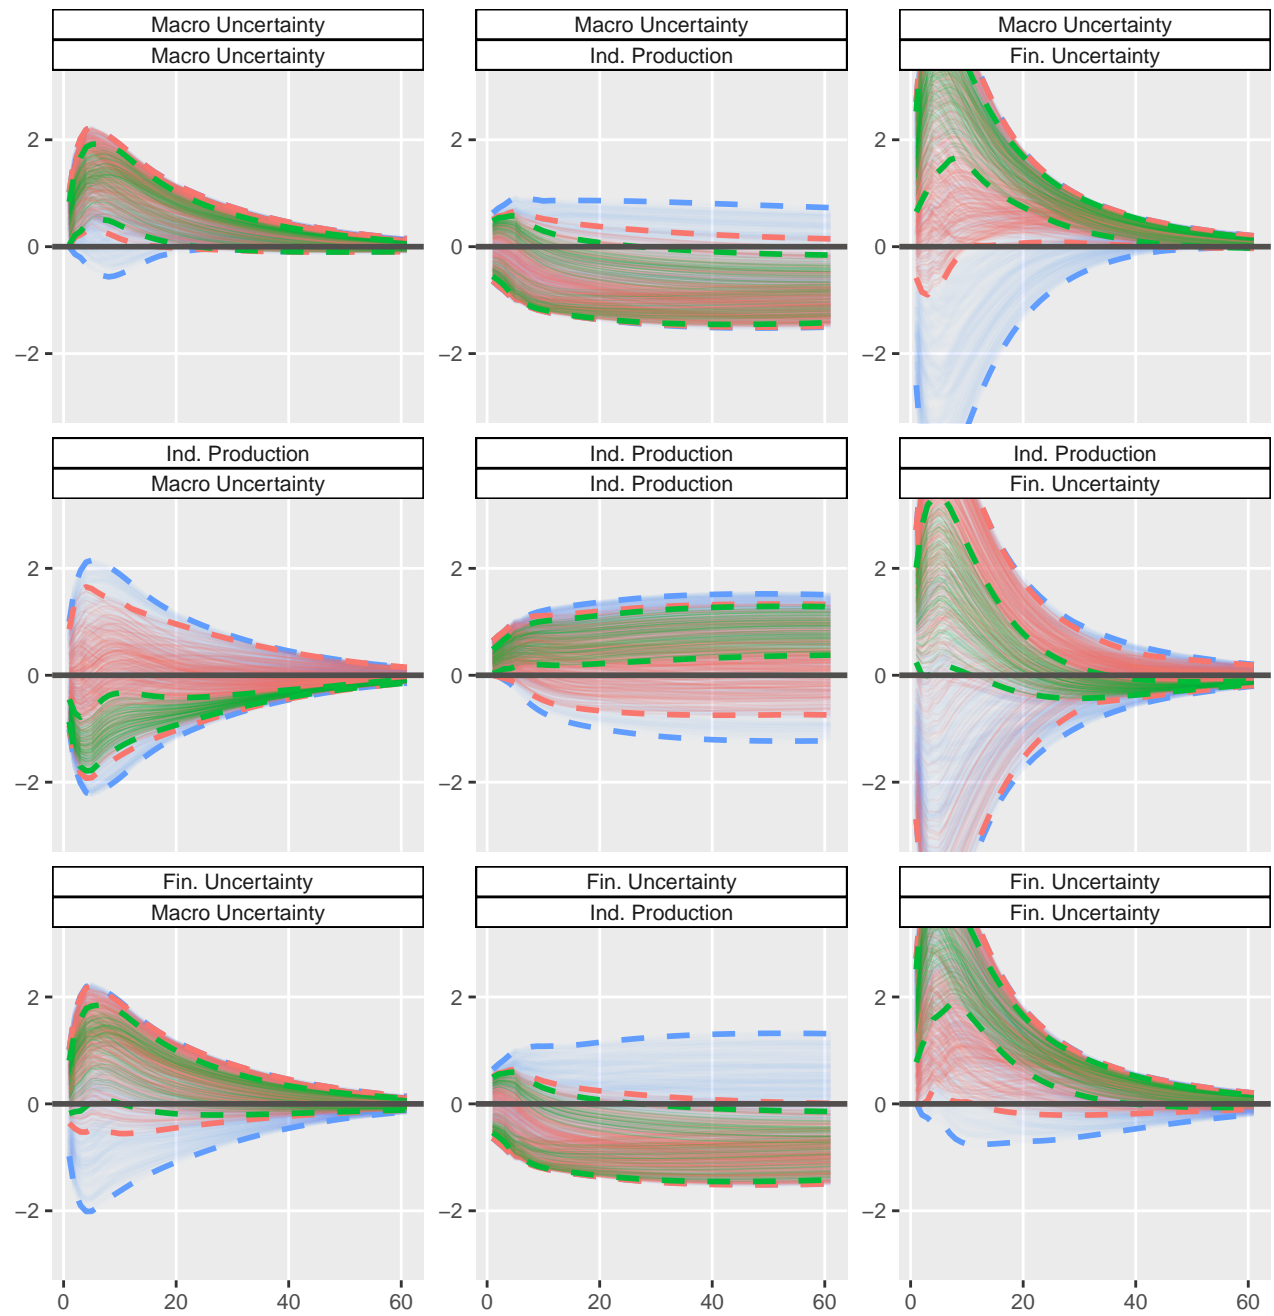 Macro Uncertainty Macro Uncertainty Macro Uncertainty
Macro Uncertainty Ind. Production Fin. Uncertainty
2 2 2
0 0 0
−2 −2 −2
Ind. Production Ind. Production Ind. Production
Macro Uncertainty Ind. Production Fin. Uncertainty
2 2 2
0 0 0
−2 −2 −2
Fin. Uncertainty Fin. Uncertainty Fin. Uncertainty
Macro Uncertainty Ind. Production Fin. Uncertainty
2 2 2
0 0 0
−2 −2 −2
0 20 40 60 0 20 40 60 0 20 40 60